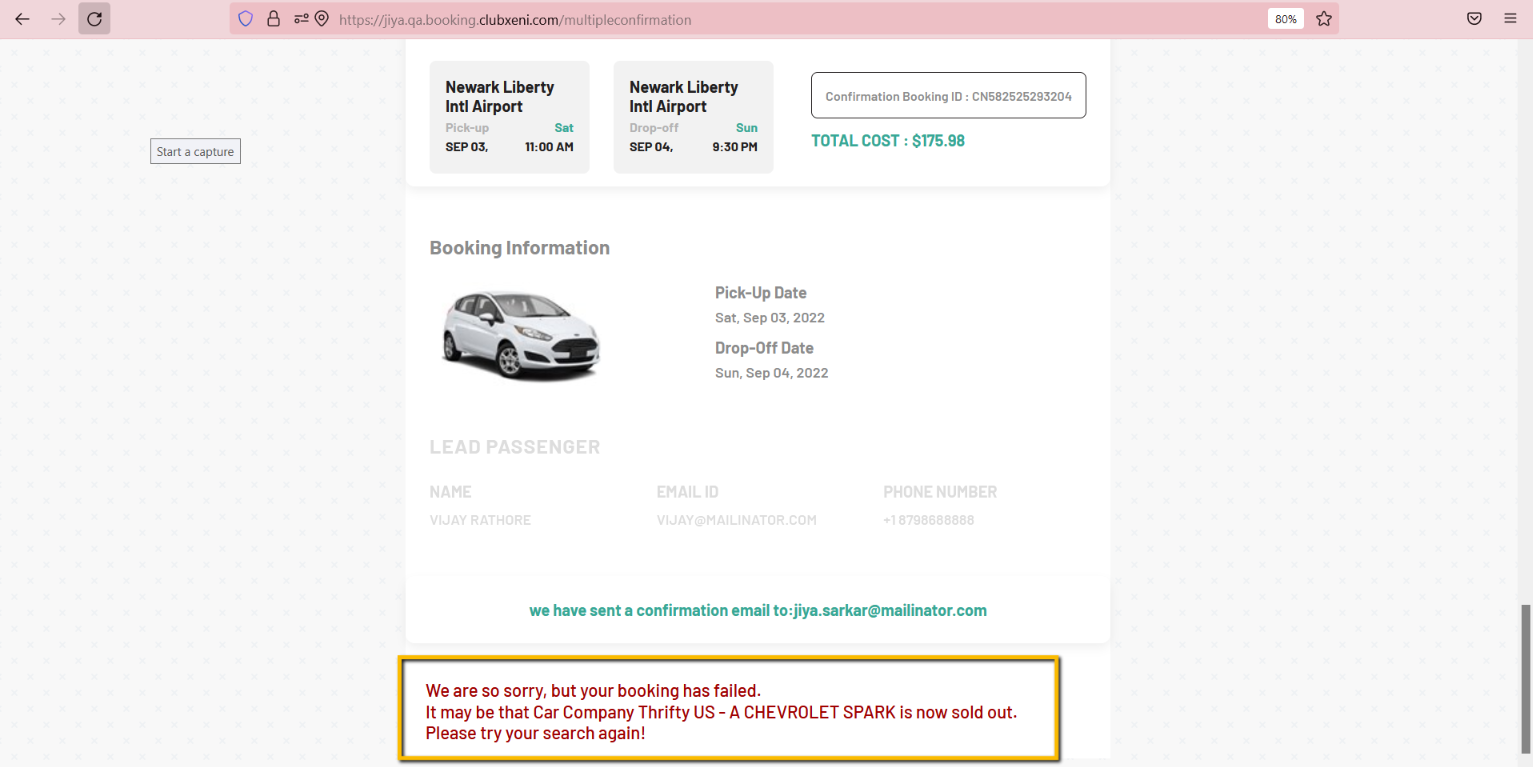 https://jiya.qa.booking.clubxeni.com/multipleconfirmation
80%
Start a capture
Newark Liberty
Intl Airport
Pick-up Sat
SEP 03, 11:00 AM
Newark Liberty
Intl Airport
Drop-off Sun
SEP 04, 9:30 PM
Confirmation Booking ID : CN582525293204
TOTAL COST : $175.98
Booking Information
Pick-Up Date
Sat, Sep 03, 2022
Drop-Off Date
Sun, Sep 04, 2022
LEAD PASSENGER
NAME EMAIL ID PHONE NUMBER
VIJAY RATHORE VIJAY@MAILINATOR.COM +1 8798688888
we have sent a confirmation email to:jiya.sarkar@mailinator.com
We are so sorry, but your booking has failed.
It may be that Car Company Thrifty US - A CHEVROLET SPARK is now sold out.
Please try your search again!